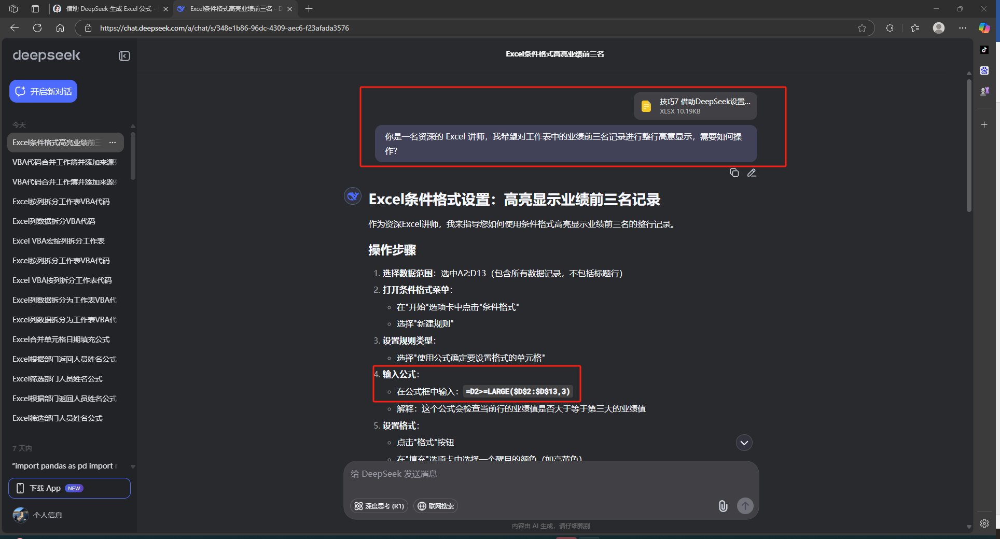 借助 DeepSeek 生成 Excel 公式 -
Excel条件格式高亮业绩前三名 - D
https://chat.deepseek.com/a/chat/s/348e1b86-96dc-4309-aec6-f23afada3576
deepseek
开启新对话
今天
Excel条件格式高亮业绩前三
VBA代码合并工作簿并添加来源列
VBA代码合并工作簿并添加来源列
Excel按列拆分工作表VBA代码
Excel列数据拆分VBA代码
Excel VBA宏按列拆分工作表
Excel按列拆分工作表VBA代码
Excel VBA按列拆分工作表代码
Excel列数据拆分为工作表VBA代
Excel列数据拆分为工作表VBA代
Excel合并单元格日期填充公式
Excel根据部门返回人员姓名公式
Excel筛选部门人员姓名公式
Excel根据部门返回人员姓名公式
Excel筛选部门人员姓名公式
7 天内
"import pandas as pd import
下载 App NEW
个人信息
Excel条件格式高亮业绩前三名
技巧7 借助DeepSeek设置...
XLSX 10.19KB
你是一名资深的 Excel 讲师，我希望对工作表中的业绩前三名记录进行整行高意显示，需要如何操
作?
Excel条件格式设置：高亮显示业绩前三名记录
作为资深Excel讲师，我来指导您如何使用条件格式高亮显示业绩前三名的整行记录。
操作步骤
1. 选择数据范围：选中A2:D13（包含所有数据记录，不包括标题行）
2. 打开条件格式菜单：
在"开始"选项卡中点击"条件格式"
选择"新建规则"
3. 设置规则类型：
选择"使用公式确定要设置格式的单元格"
4. 输入公式：
在公式框中输入：=D2>=LARGE($D$2:$D$13,3)
解释：这个公式会检查当前行的业绩值是否大于等于第三大的业绩值
5. 设置格式：
点击"格式"按钮
在"填充"选项卡中选择一个醒目的颜色（如亮黄色）
给 DeepSeek 发送消息
深度思考 (R1)
联网搜索
内容由 AI 生成，请仔细甄别